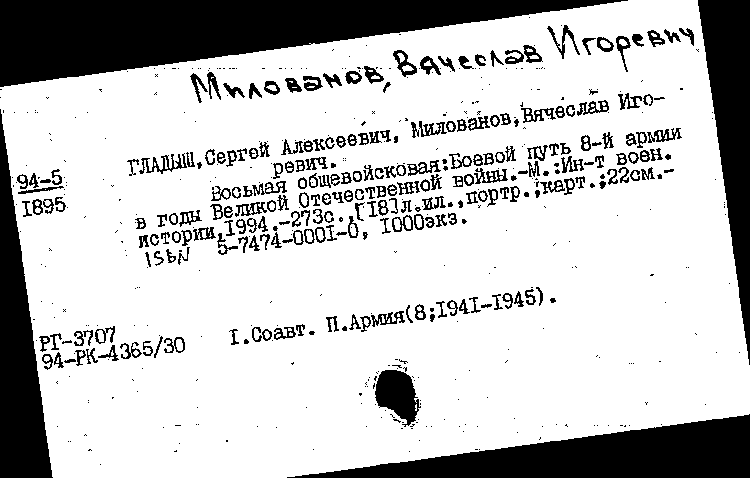 Милованов, Вячеслав Игоревич
94-5
1895
ГЛАДЫШ,Сергей Алексеевич, Милованов,Вячеслав Иго-
ревич.
Восьмая общевойсковая:Боевой путь 8-й армии
в годы Великой Отечественной войны.-М.:Ин-т воен.
истории,1994.-273с.,[18]л.ил.,портр.;карт.;22см.-
ISBN 5-7474-0001-0, 1000экз.
РГ-3707
94-РК-4365/30
I.Соавт. П.Армия(8;1941-1945).